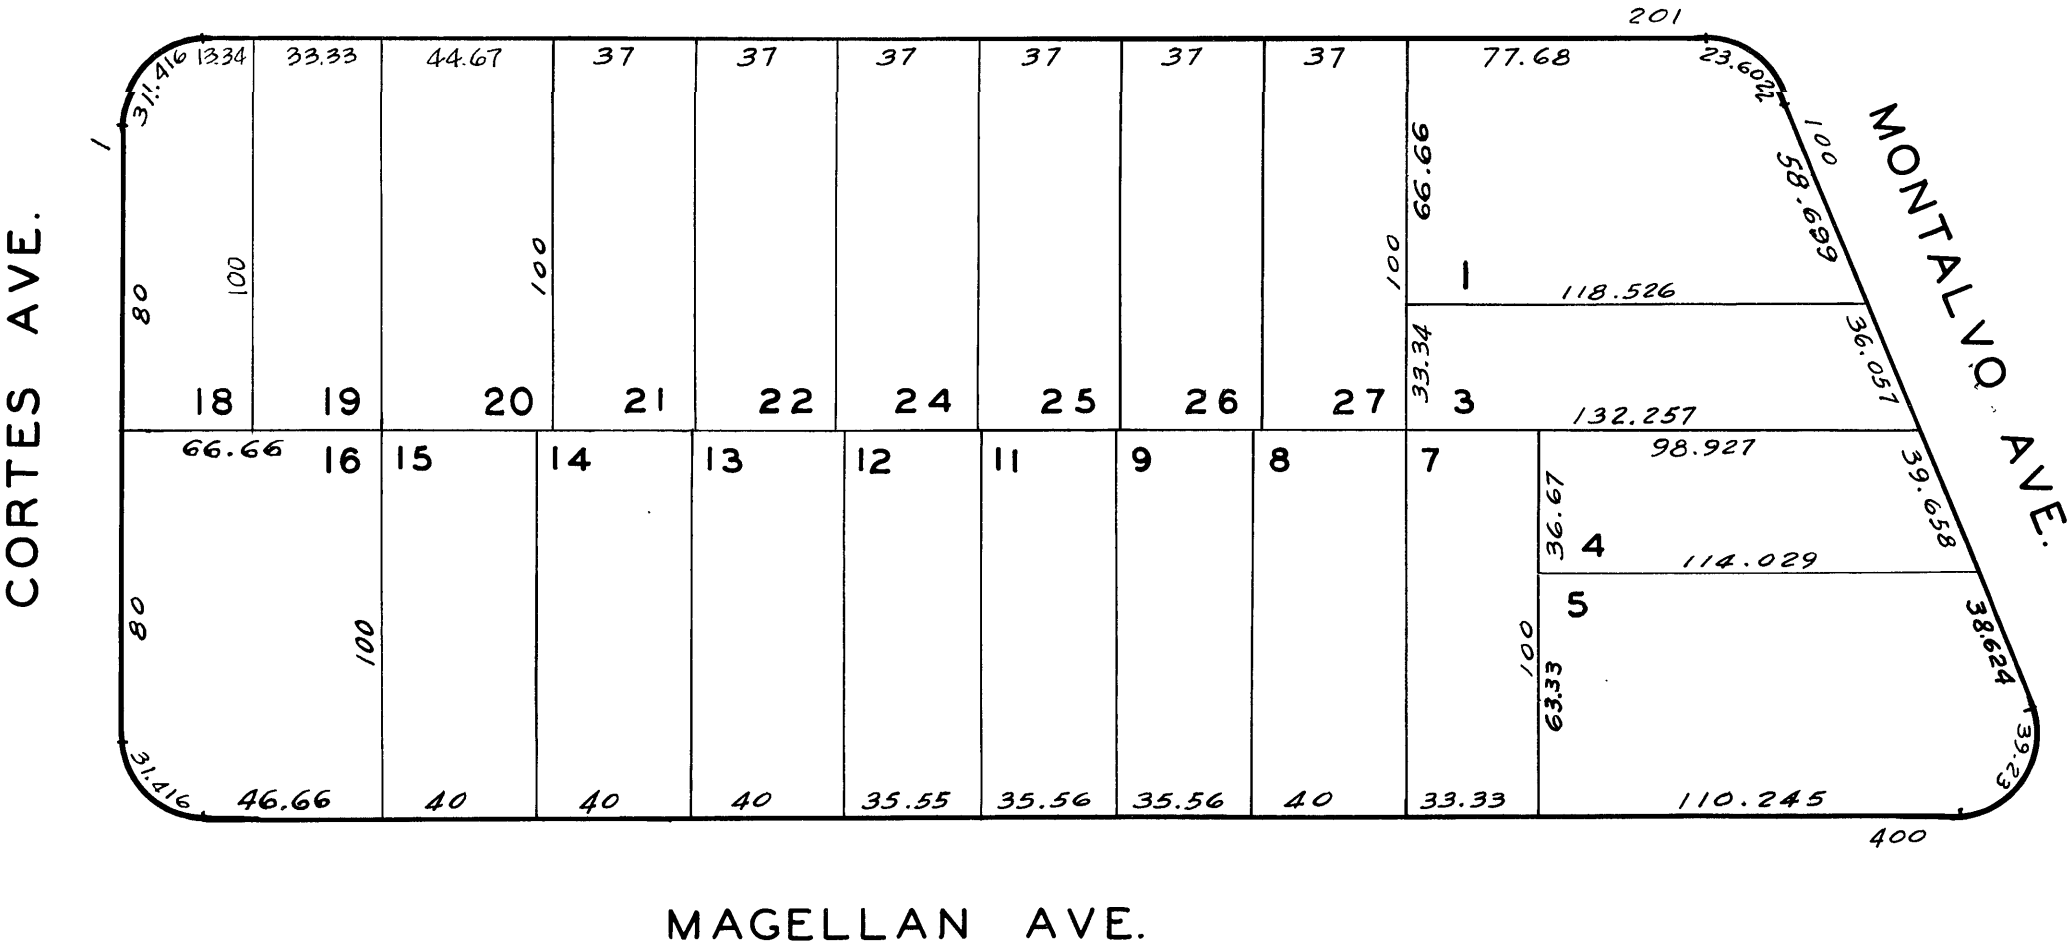 201
31.416 13.34 33.33 44.67 37 37 37 37 37 37 77.68 23.602
1 66.66 100 58.699
100 80 100 100
1 118.526
33.34 36.057
18 19 20 21 22 24 25 26 27 3 132.257
66.66 16 15 14 13 12 11 9 8 7 98.927
36.67 4 39.658
114.029
5
80 100 100 63.33 38.624
31.416 46.66 40 40 40 35.55 35.56 35.56 40 33.33 110.245 39.23
400
CORTES AVE.
MONTALVO AVE.
MAGELLAN AVE.